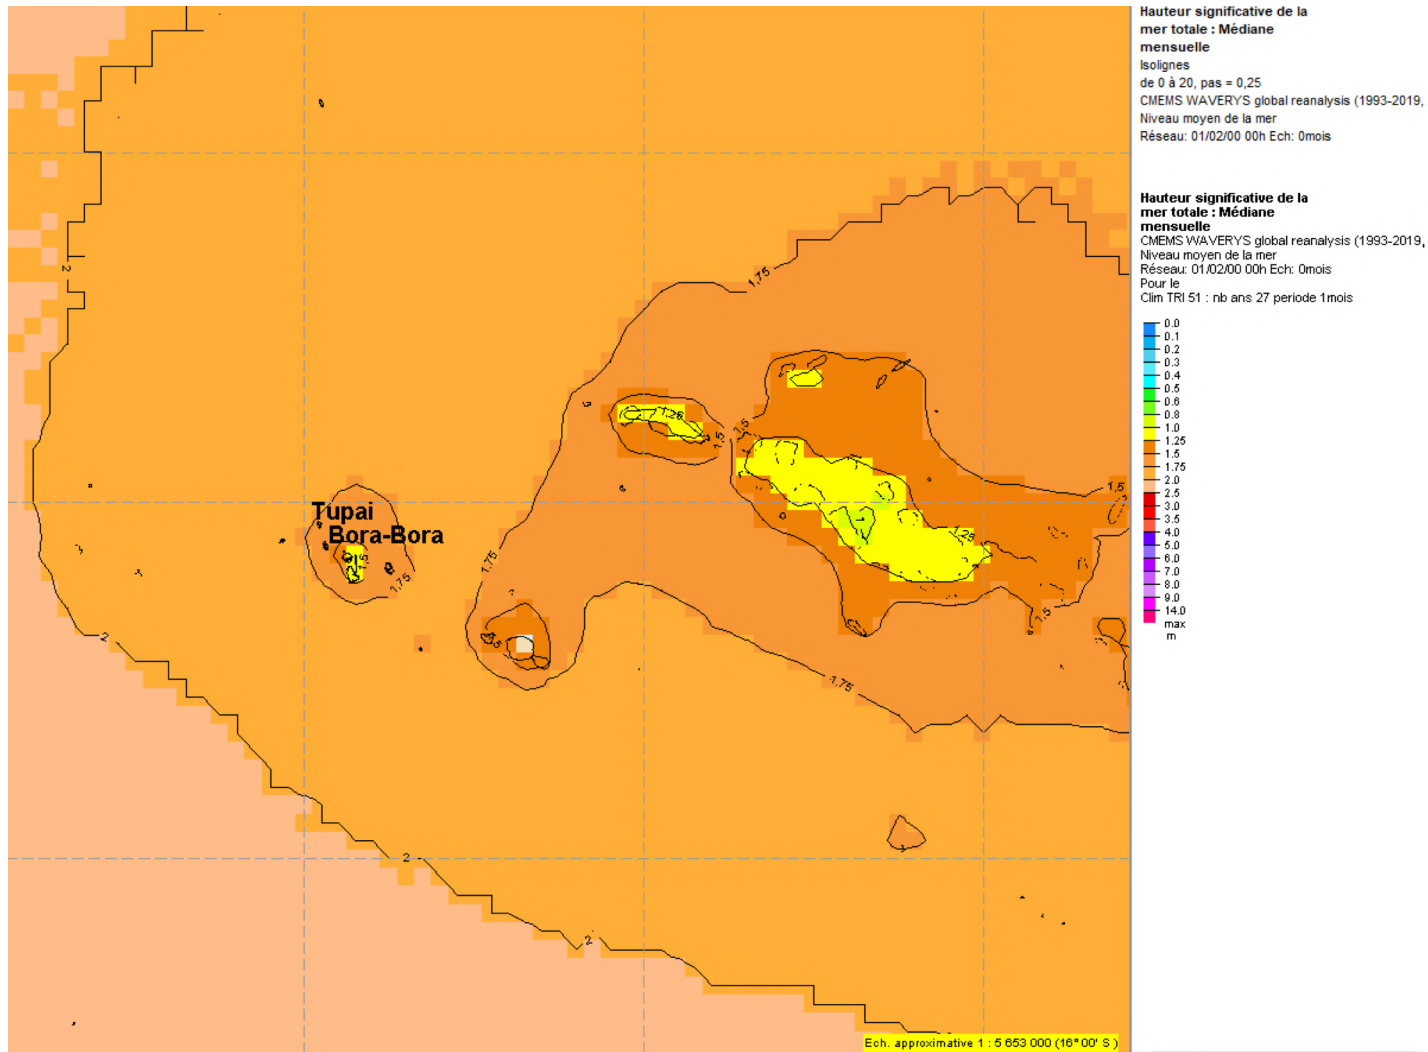 Hauteur significative de la
mer totale : Médiane
mensuelle
Isolignes
de 0 à 20, pas = 0,25
CMEMS WAVERYS global reanalysis (1993-2019,
Niveau moyen de la mer
Réseau: 01/02/00 00h Ech: 0mois
Hauteur significative de la
mer totale : Médiane
mensuelle
CMEMS WAVERYS global reanalysis (1993-2019,
Niveau moyen de la mer
Réseau: 01/02/00 00h Ech: 0mois
Pour le
Clim TRI 51 : nb ans 27 periode 1mois
0.0
0.1
0.2
0.3
0.4
0.5
0.6
0.8
1.0
1.25
1.5
1.75
2.0
2.5
3.0
3.5
4.0
5.0
6.0
7.0
8.0
9.0
14.0
max
m
2
1,75
1,25
1,5
1,5
1,5
Tupai
Bora-Bora
1,75
1,75
1
1,25
1,5
2
1,75
2
2
Ech. approximative 1 : 5 653 000 (16°00' S )